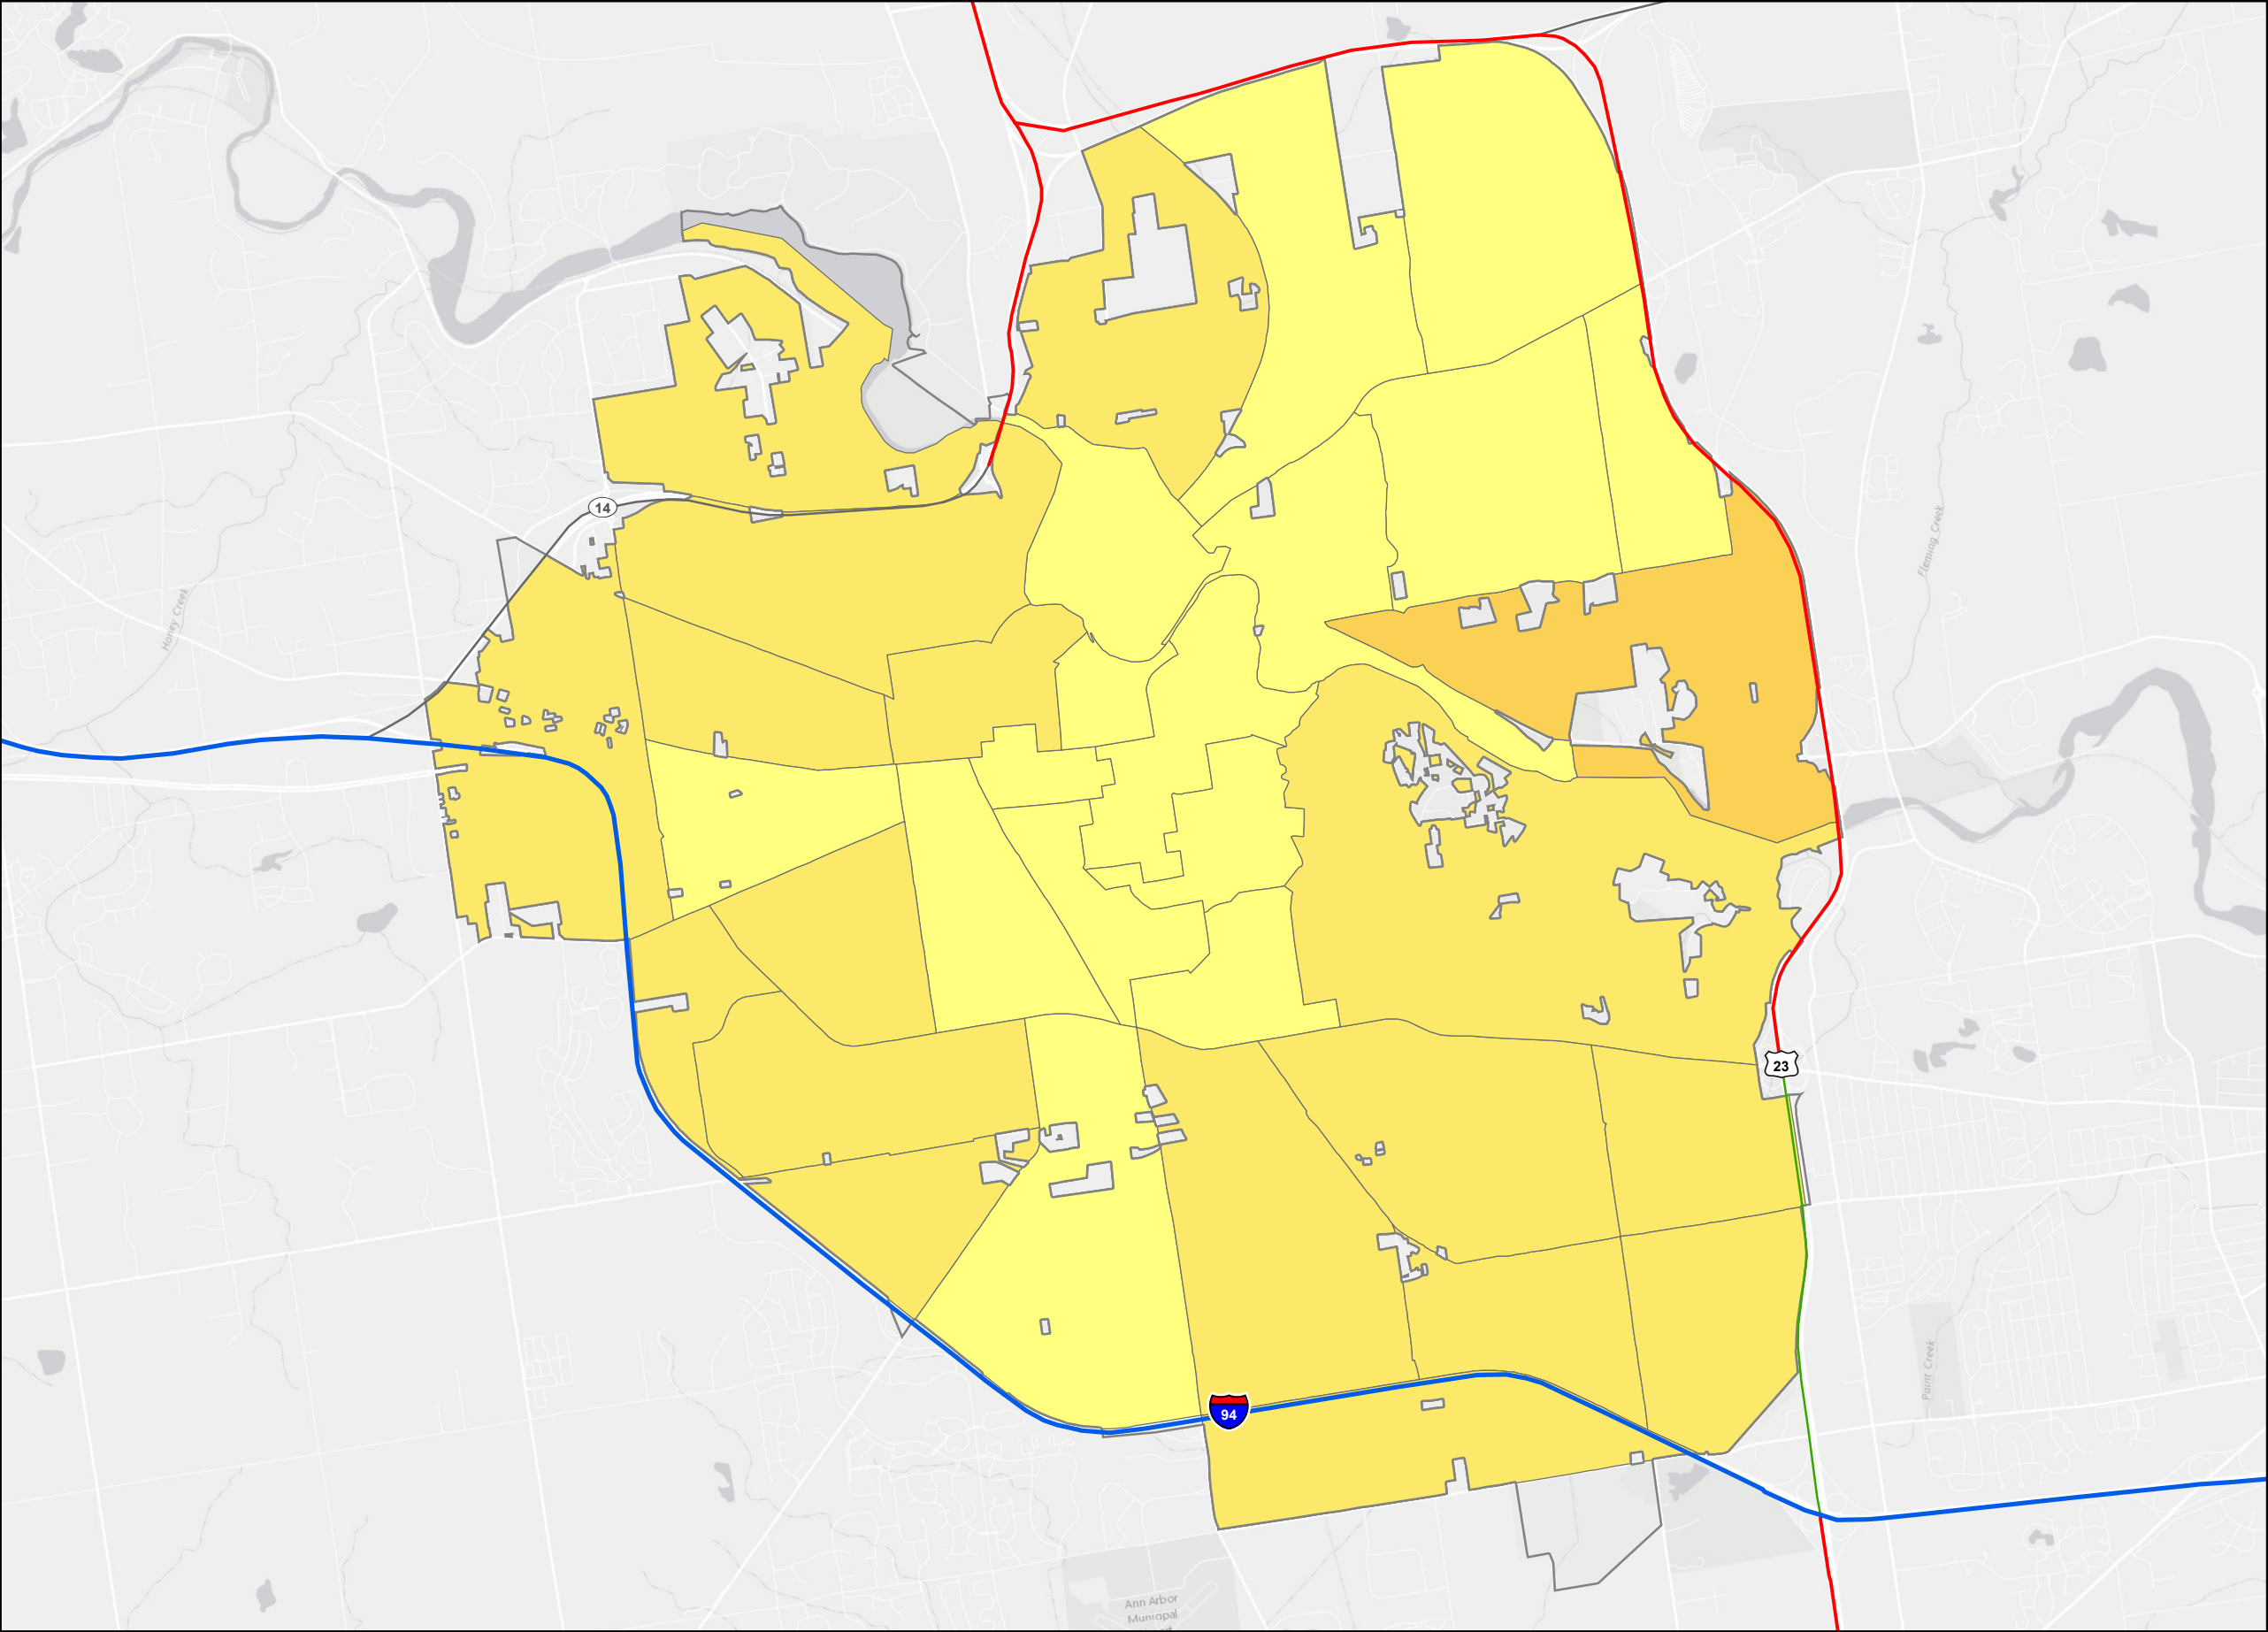 14
Honey Creek
Fleming Creek
23
Paint Creek
94
Ann Arbor
Municipal